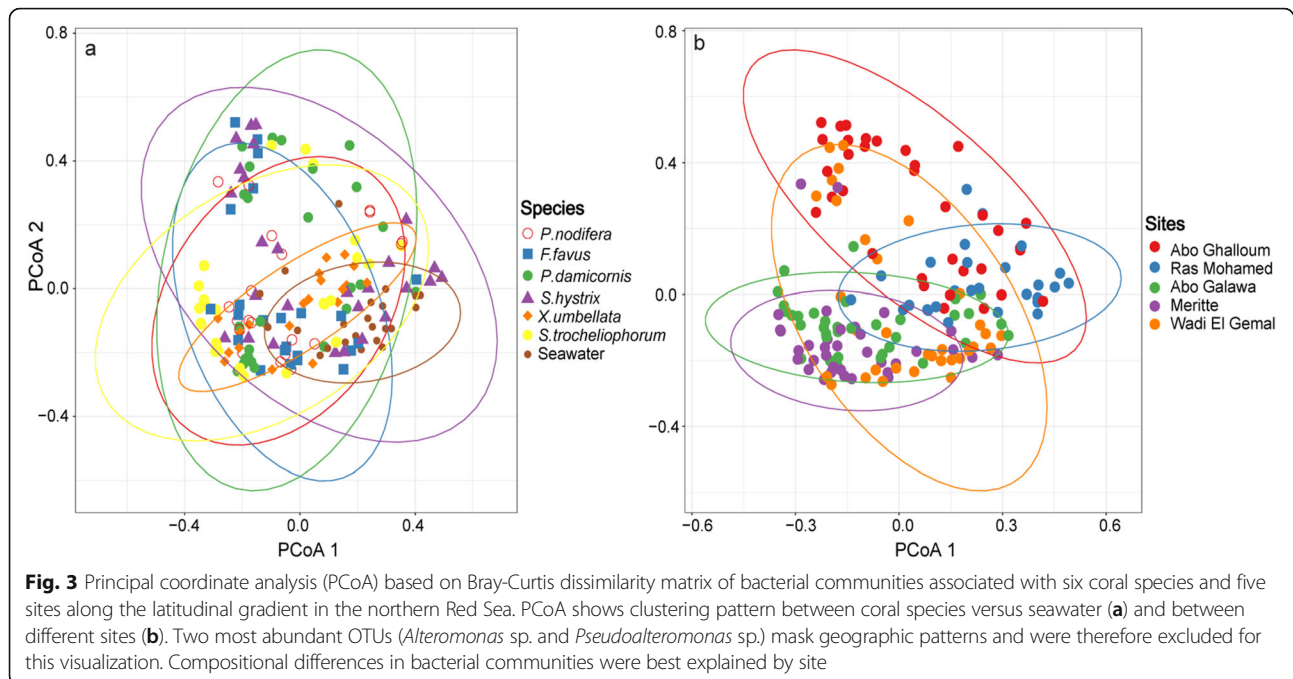 a
0.8
0.4
0.0
−0.4
PCoA 2
−0.4
0.0
0.4
PCoA 1
Species
P.nodifera
F.favus
P.damicornis
S.hystrix
X.umbellata
S.trocheliophorum
Seawater
b
0.8
0.4
0.0
−0.4
−0.6
−0.3
0.0
0.3
0.6
PCoA 1
Sites
Abo Ghalloum
Ras Mohamed
Abo Galawa
Meritte
Wadi El Gemal
Fig. 3 Principal coordinate analysis (PCoA) based on Bray-Curtis dissimilarity matrix of bacterial communities associated with six coral species and five
sites along the latitudinal gradient in the northern Red Sea. PCoA shows clustering pattern between coral species versus seawater (a) and between
different sites (b). Two most abundant OTUs (Alteromonas sp. and Pseudoalteromonas sp.) mask geographic patterns and were therefore excluded for
this visualization. Compositional differences in bacterial communities were best explained by site